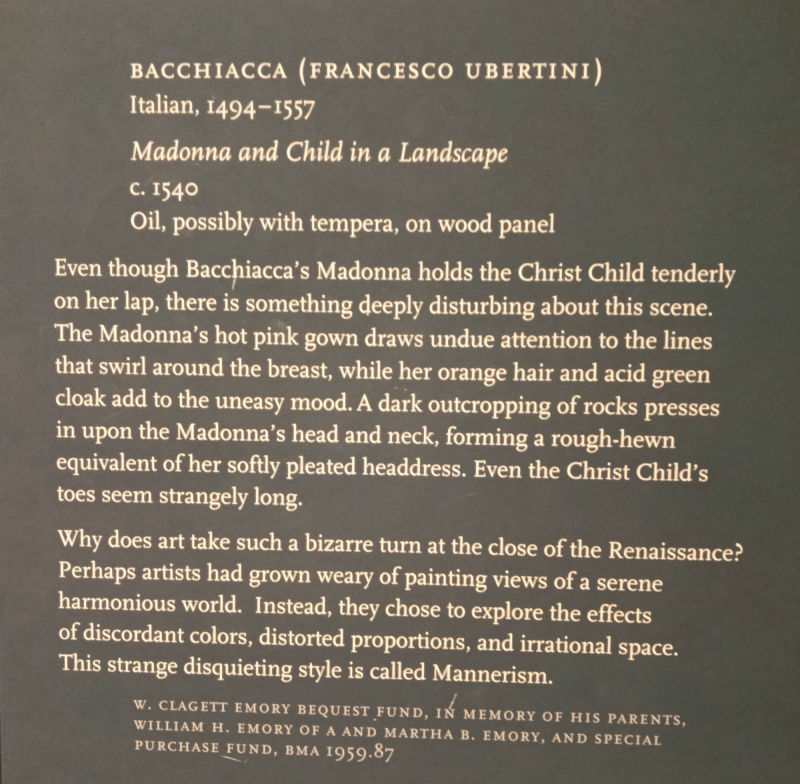 BACCHIACCA (FRANCESCO UBERTINI)
Italian, 1494–1557
Madonna and Child in a Landscape
c. 1540
Oil, possibly with tempera, on wood panel
Even though Bacchiacca's Madonna holds the Christ Child tenderly
on her lap, there is something deeply disturbing about this scene.
The Madonna's hot pink gown draws undue attention to the lines
that swirl around the breast, while her orange hair and acid green
cloak add to the uneasy mood. A dark outcropping of rocks presses
in upon the Madonna's head and neck, forming a rough-hewn
equivalent of her softly pleated headdress. Even the Christ Child's
toes seem strangely long.
Why does art take such a bizarre turn at the close of the Renaissance?
Perhaps artists had grown weary of painting views of a serene
harmonious world. Instead, they chose to explore the effects
of discordant colors, distorted proportions, and irrational space.
This strange disquieting style is called Mannerism.
W. CLAGETT EMORY BEQUEST FUND, IN MEMORY OF HIS PARENTS,
WILLIAM H. EMORY OF A AND MARTHA B. EMORY, AND SPECIAL
PURCHASE FUND, BMA 1959.87